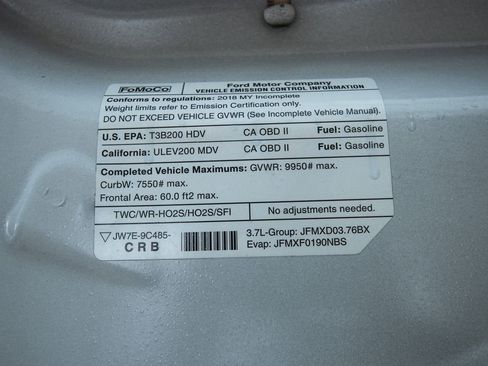 FoMoCo
Ford Motor Company
VEHICLE EMISSION CONTROL INFORMATION
Conforms to regulations: 2018 MY Incomplete
Weight limits refer to Emission Certification only.
DO NOT EXCEED VEHICLE GVWR (See Incomplete Vehicle Manual).
U.S. EPA: T3B200 HDV CA OBD II Fuel: Gasoline
California: ULEV200 MDV CA OBD II Fuel: Gasoline
Completed Vehicle Maximums: GVWR: 9950# max.
CurbW: 7550# max.
Frontal Area: 60.0 ft2 max.
TWC/WR-HO2S/HO2S/SFI No adjustments needed.
JW7E-9C485-
CRB
3.7L-Group: JFMXD03.76BX
Evap: JFMXF0190NBS